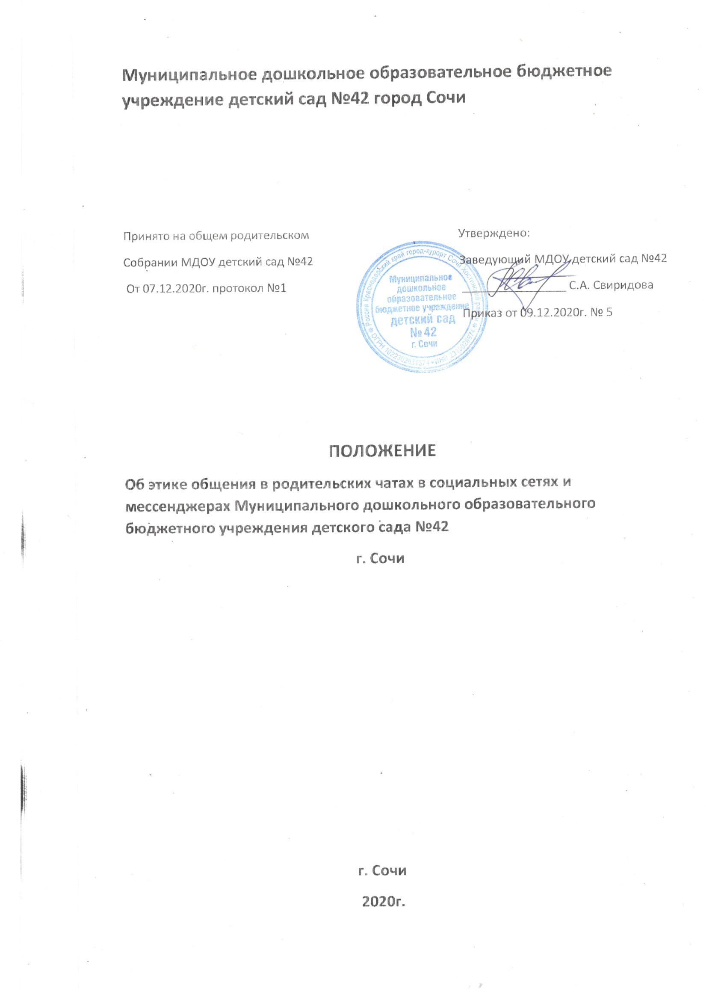 Муниципальное дошкольное образовательное бюджетное
учреждение детский сад №42 город Сочи
Принято на общем родительском
Собрании МДОУ детский сад №42
От 07.12.2020г. протокол №1
Утверждено:
Заведующий МДОУ детский сад №42
С.А. Свиридова
Приказ от 09.12.2020г. № 5
Россия Краснодарский край город-курорт Сочи Хостинский
ОГРН 1022302831374 • ИНН 2319026974
Муниципальное
дошкольное
образовательное
бюджетное учреждение
детский сад
№ 42
г. Сочи
ПОЛОЖЕНИЕ
Об этике общения в родительских чатах в социальных сетях и
мессенджерах Муниципального дошкольного образовательного
бюджетного учреждения детского сада №42
г. Сочи
г. Сочи
2020г.